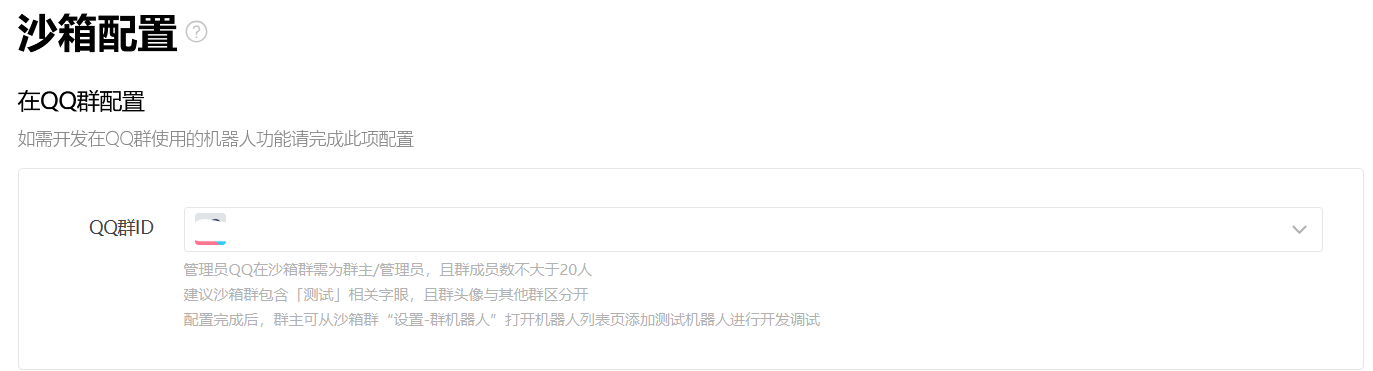 沙箱配置
在QQ群配置
如需开发在QQ群使用的机器人功能请完成此项配置
QQ群ID
管理员QQ在沙箱群需为群主/管理员，且群成员数不大于20人
建议沙箱群包含「测试」相关字眼，且群头像与其他群区分开
配置完成后，群主可从沙箱群“设置-群机器人”打开机器人列表页添加测试机器人进行开发调试